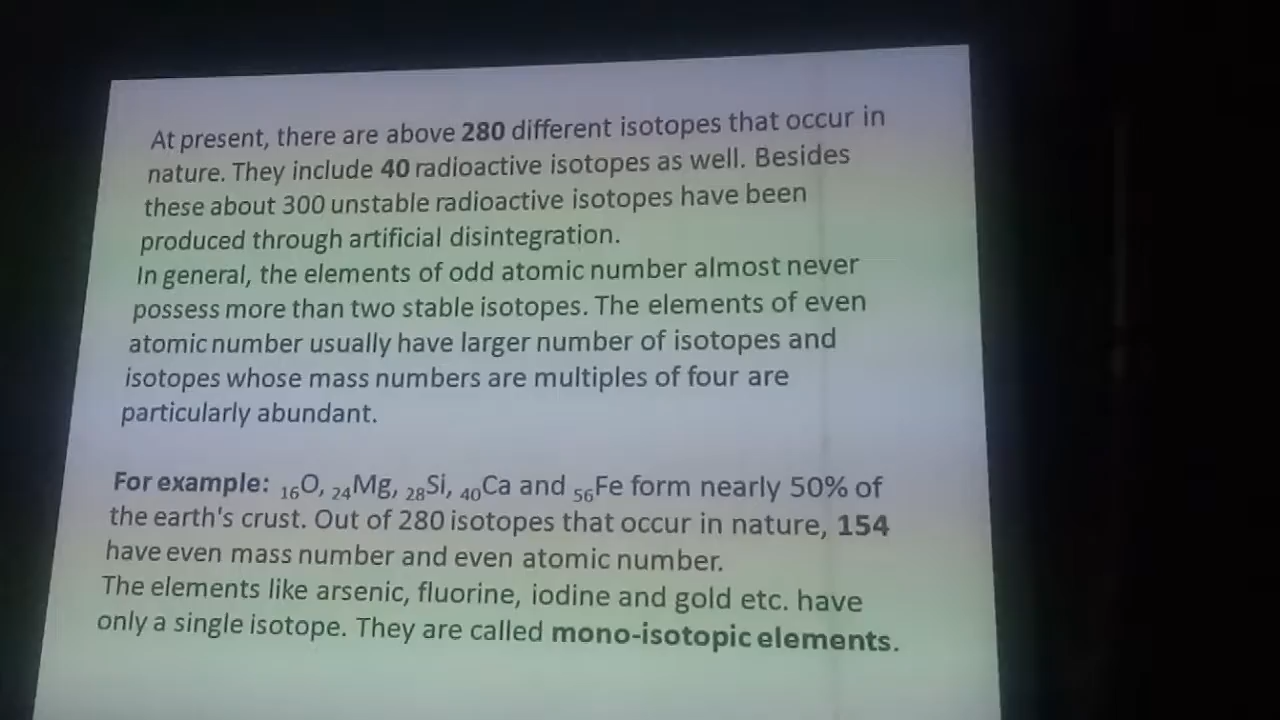 At present, there are above 280 different isotopes that occur in
nature. They include 40 radioactive isotopes as well. Besides
these about 300 unstable radioactive isotopes have been
produced through artificial disintegration.
In general, the elements of odd atomic number almost never
possess more than two stable isotopes. The elements of even
atomic number usually have larger number of isotopes and
isotopes whose mass numbers are multiples of four are
particularly abundant.
For example: ₁₆O, ₂₄Mg, ₂₈Si, ₄₀Ca and ₅₆Fe form nearly 50% of
the earth's crust. Out of 280 isotopes that occur in nature, 154
have even mass number and even atomic number.
The elements like arsenic, fluorine, iodine and gold etc. have
only a single isotope. They are called mono-isotopic elements.